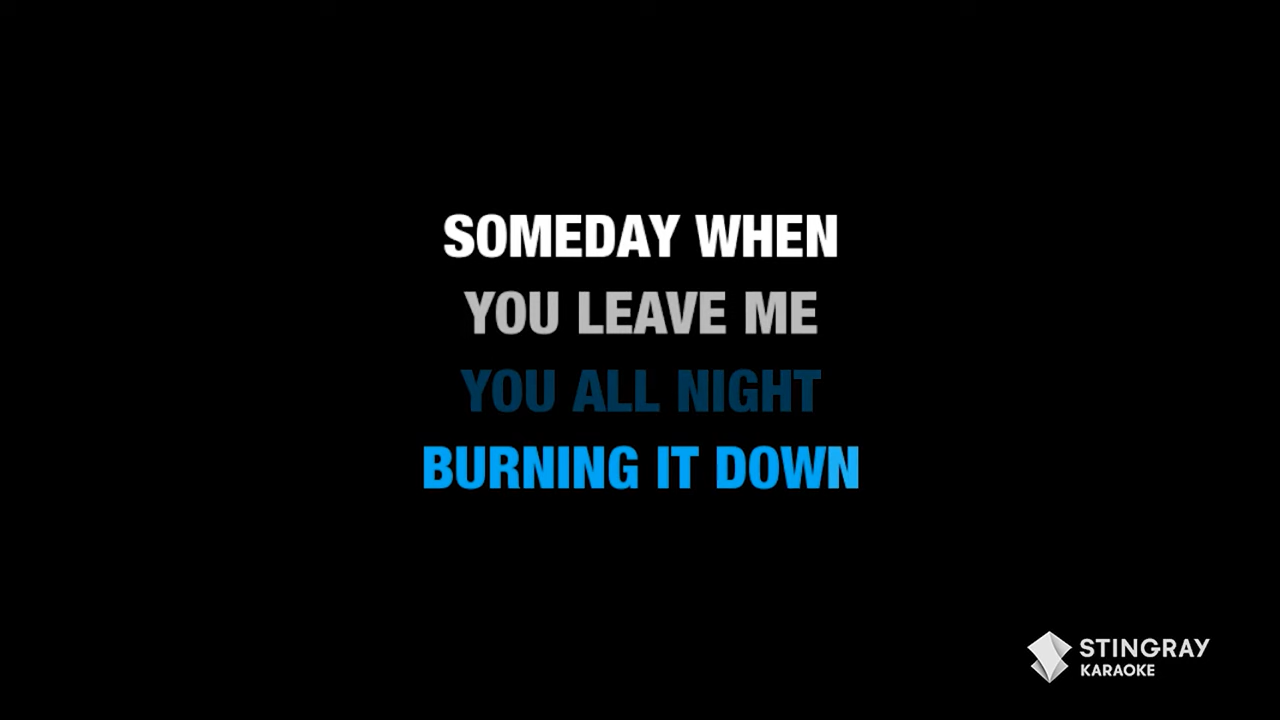 SOMEDAY WHEN
YOU LEAVE ME
YOU ALL NIGHT
BURNING IT DOWN
STINGRAY
KARAOKE